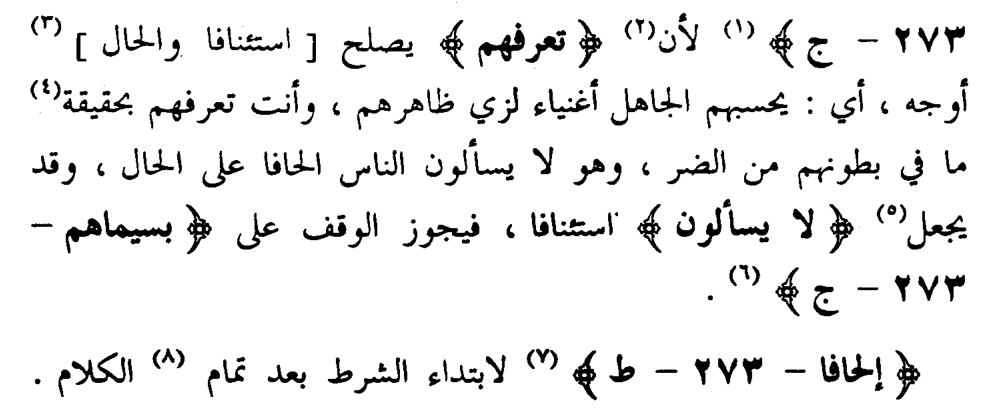 ٢٧٣ – ج ﴾ (١) لأن(٢) ﴿ تعرفهم ﴾ يصلح [ استئنافا والحال ] (٣)
أوجه ، أي : يحسبهم الجاهل أغنياء لزي ظاهرهم ، وأنت تعرفهم بحقيقة(٤)
ما في بطونهم من الضر ، وهو لا يسألون الناس الحافا على الحال ، وقد
يجعل(٥) ﴿ لا يسألون ﴾ استئنافا ، فيجوز الوقف على ﴿ بسيماهم –
٢٧٣ – ج ﴾ (٦) .
﴿ إلحافا – ٢٧٣ – ط ﴾ (٧) لابتداء الشرط بعد تمام (٨) الكلام .